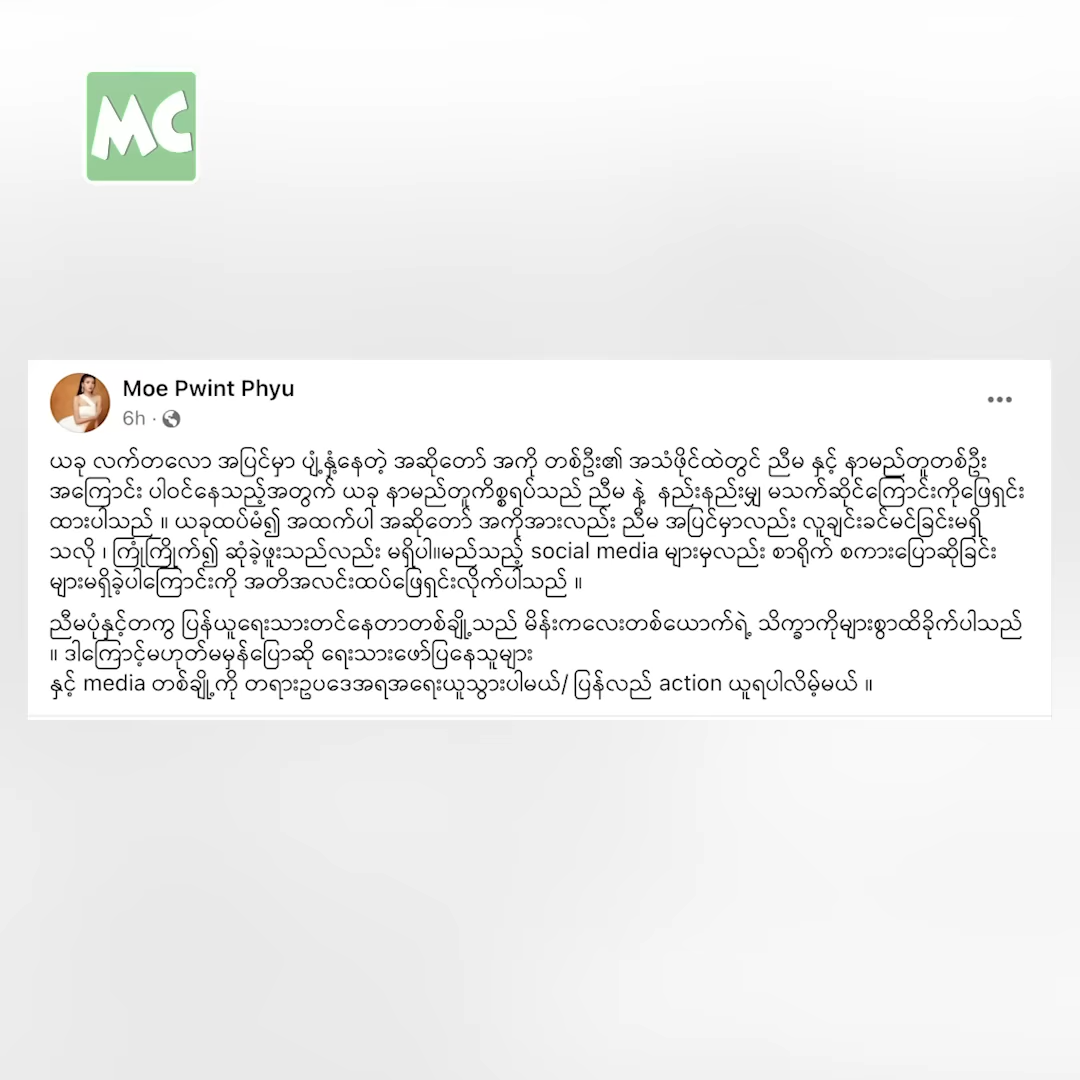 MC
Moe Pwint Phyu
6h ·
ယခု လက်တလော အပြင်မှာ ပျံ့နှံ့နေတဲ့ အဆိုတော် အကို တစ်ဦး၏ အသံဖိုင်ထဲတွင် ညီမ နှင့် နာမည်တူတစ်ဦး
အကြောင်း ပါဝင်နေသည့်အတွက် ယခု နာမည်တူကိစ္စရပ်သည် ညီမ နဲ့ နည်းနည်းမျှ မသက်ဆိုင်ကြောင်းကိုဖြေရှင်း
ထားပါသည် ။ ယခုထပ်မံ၍ အထက်ပါ အဆိုတော် အကိုအားလည်း ညီမ အပြင်မှာလည်း လူချင်းခင်မင်ခြင်းမရှိ
သလို ၊ ကြုံကြိုက်၍ ဆုံခဲ့ဖူးသည်လည်း မရှိပါ။မည်သည့် social media များမှလည်း စာရိုက် စကားပြောဆိုခြင်း
များမရှိခဲ့ပါကြောင်းကို အတိအလင်းထပ်ဖြေရှင်းလိုက်ပါသည် ။
ညီမပုံနှင့်တကွ ပြန်ယူရေးသားတင်နေတာတစ်ချို့သည် မိန်းကလေးတစ်ယောက်ရဲ့ သိက္ခာကိုများစွာထိခိုက်ပါသည်
။ ဒါကြောင့်မဟုတ်မမှန်ပြောဆို ရေးသားဖော်ပြနေသူများ
နှင့် media တစ်ချို့ကို တရားဥပဒေအရအရေးယူသွားပါမယ်/ ပြန်လည် action ယူရပါလိမ့်မယ် ။